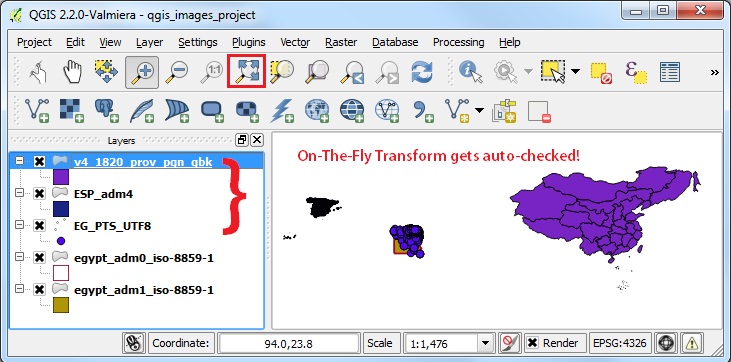 QGIS 2.2.0-Valmiera - qgis_images_project
Project Edit View Layer Settings Plugins Vector Raster Database Processing Help
1:1
ε
»
Layers
v4_1820_prov_pgn_gbk
ESP_adm4
EG_PTS_UTF8
egypt_adm0_iso-8859-1
egypt_adm1_iso-8859-1
On-The-Fly Transform gets auto-checked!
Coordinate: 94.0,23.8 Scale 1:1,476 Render EPSG:4326